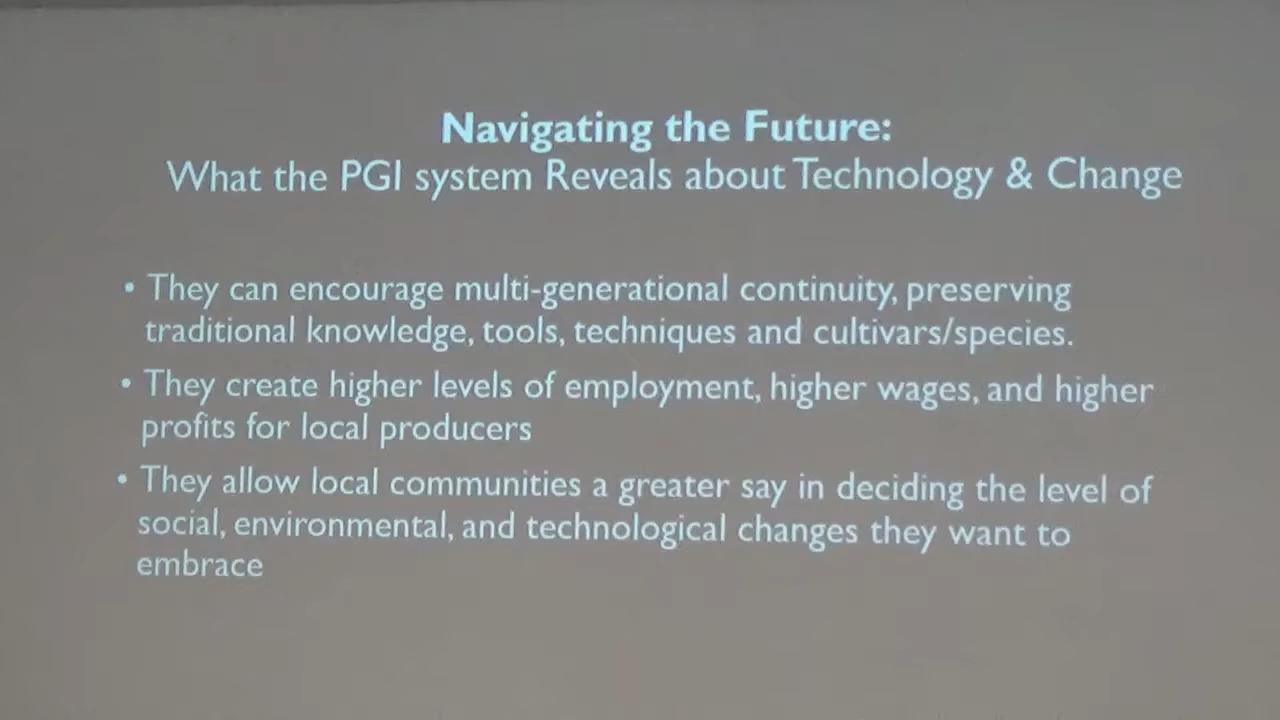 Navigating the Future:
What the PGI system Reveals about Technology & Change
• They can encourage multi-generational continuity, preserving
traditional knowledge, tools, techniques and cultivars/species.
• They create higher levels of employment, higher wages, and higher
profits for local producers
• They allow local communities a greater say in deciding the level of
social, environmental, and technological changes they want to
embrace